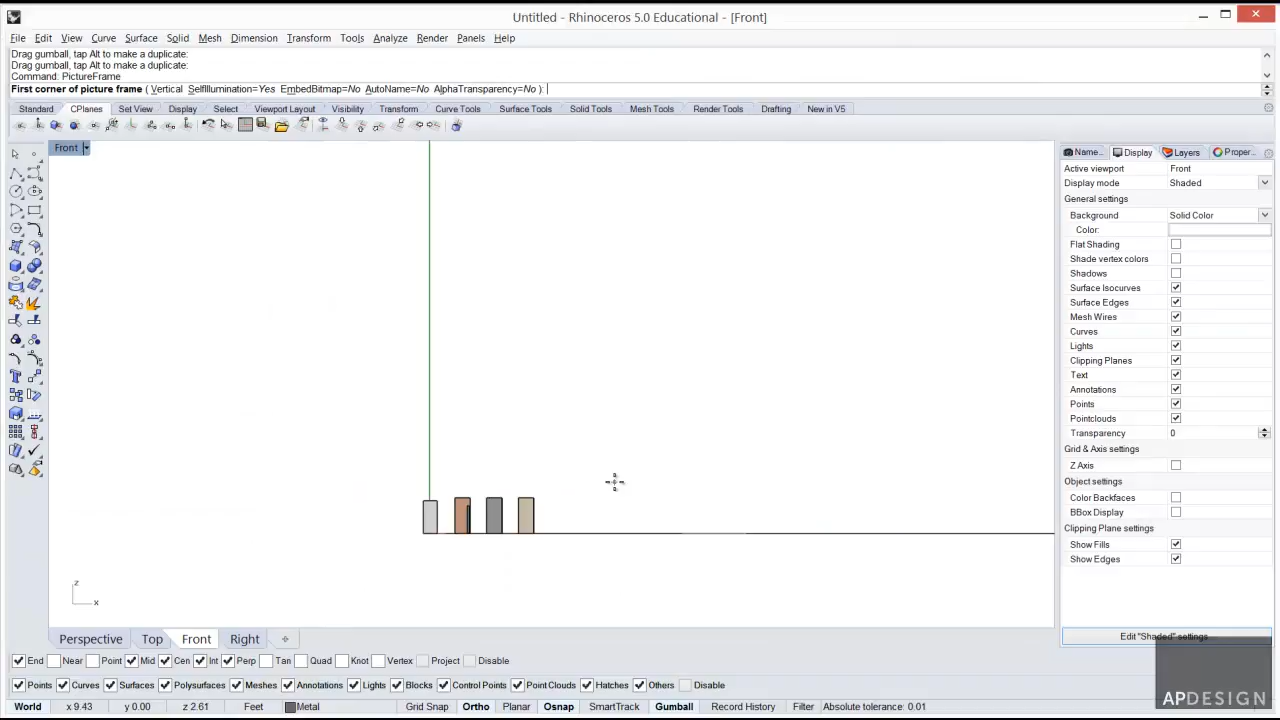 Untitled - Rhinoceros 5.0 Educational - [Front]
File Edit View Curve Surface Solid Mesh Dimension Transform Tools Analyze Render Panels Help
Drag gumball, tap Alt to make a duplicate:
Drag gumball, tap Alt to make a duplicate:
Command: PictureFrame
First corner of picture frame ( Vertical SelfIllumination=Yes EmbedBitmap=No AutoName=No AlphaTransparency=No ):
Standard CPlanes Set View Display Select Viewport Layout Visibility Transform Curve Tools Surface Tools Solid Tools Mesh Tools Render Tools Drafting New in V5
Front
Name... Display Layers Proper...
Active viewport Front
Display mode Shaded
General settings
Background Solid Color
Color:
Flat Shading
Shade vertex colors
Shadows
Surface Isocurves
Surface Edges
Mesh Wires
Curves
Lights
Clipping Planes
Text
Annotations
Points
Pointclouds
Transparency 0
Grid & Axis settings
Z Axis
Object settings
Color Backfaces
BBox Display
Clipping Plane settings
Show Fills
Show Edges
z
x
Edit "Shaded" settings
Perspective Top Front Right
End Near Point Mid Cen Int Perp Tan Quad Knot Vertex Project Disable
Points Curves Surfaces Polysurfaces Meshes Annotations Lights Blocks Control Points Point Clouds Hatches Others Disable
World x 9.43 y 0.00 z 2.61 Feet Metal Grid Snap Ortho Planar Osnap SmartTrack Gumball Record History Filter Absolute tolerance: 0.01
APDESIGN